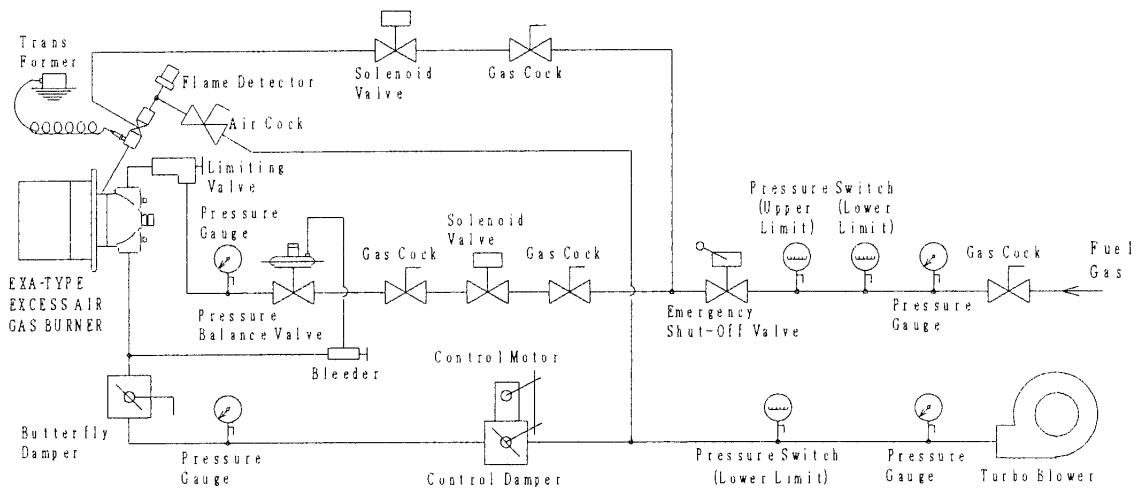 Trans
Former
Flame Detector
Solenoid
Valve
Gas Cock
Air Cock
Limiting
Valve
Pressure
Gauge
Solenoid
Valve
Gas Cock
Gas Cock
Pressure Switch
(Upper (Lower
Limit) Limit)
Gas Cock
Fuel
Gas
EXA-TYPE
EXCESS AIR
GAS BURNER
Pressure
Balance Valve
Emergency
Shut-Off Valve
Pressure
Gauge
Bleeder
Control Motor
Butterfly
Damper
Pressure
Gauge
Control Damper
Pressure Switch
(Lower Limit)
Pressure
Gauge
Turbo Blower